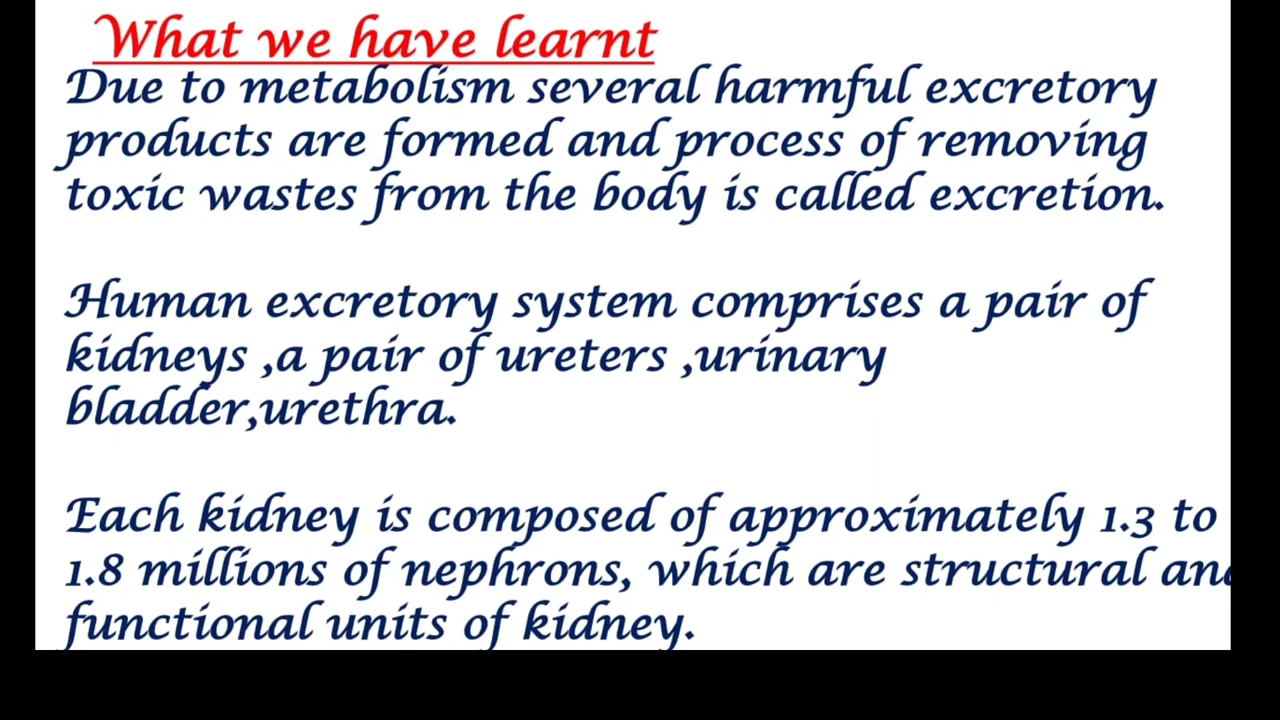 What we have learnt
Due to metabolism several harmful excretory
products are formed and process of removing
toxic wastes from the body is called excretion.
Human excretory system comprises a pair of
kidneys ,a pair of ureters ,urinary
bladder,urethra.
Each kidney is composed of approximately 1.3 to
1.8 millions of nephrons, which are structural and
functional units of kidney.